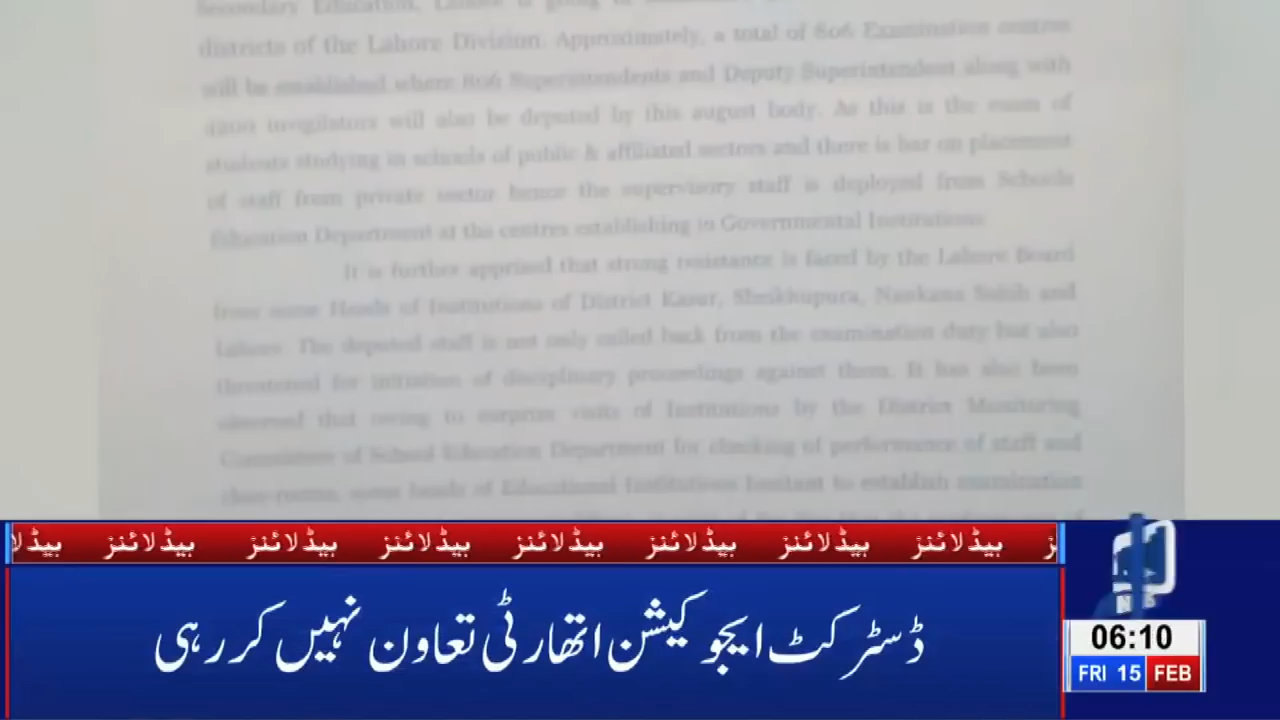 districts of the Lahore Division. Approximately, a total of 806 Examination centres
will be established where 806 Superintendents and Deputy Superintendent along with
4200 invigilators will also be deputed by this august body. As this is the exam of
students studying in schools of public & affiliated sectors and there is bar on placement
of staff from private sector hence the supervisory staff is deployed from Schools
Education Department at the centres establishing in Governmental Institutions
It is further apprised that strong resistance is faced by the Lahore Board
from some Heads of Institutions of District Kasur, Sheikhupura, Nankana Sahib and
Lahore. The deputed staff is not only called back from the examination duty but also
threatened for initiation of disciplinary proceedings against them. It has also been
observed that owing to surprise visits of Institutions by the District Monitoring
Committees of School Education Department for checking of performance of staff and
class rooms, some heads of Educational Institutions hesitant to establish examination
ہیڈلائنز ہیڈلائنز ہیڈلائنز ہیڈلائنز ہیڈلائنز ہیڈلائنز ہیڈلائنز
ڈسٹرکٹ ایجوکیشن اتھارٹی تعاون نہیں کر رہی
06:10
FRI 15 FEB